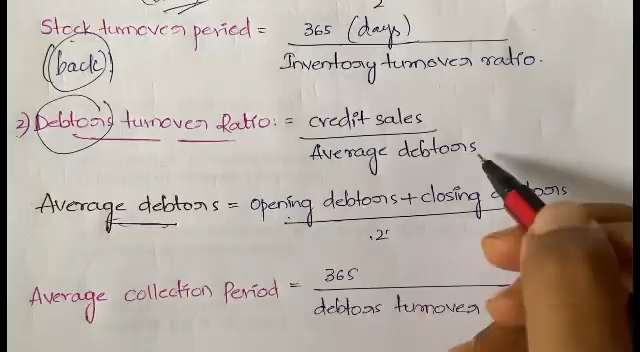 2
Stock turnover period = 365 (days)
((back)) Inventory turnover ratio.
2) Debtors turnover Ratio: = credit sales
Average debtors
Average debtors = opening debtors + closing
.2
Average collection Period = 365
debtors turnover